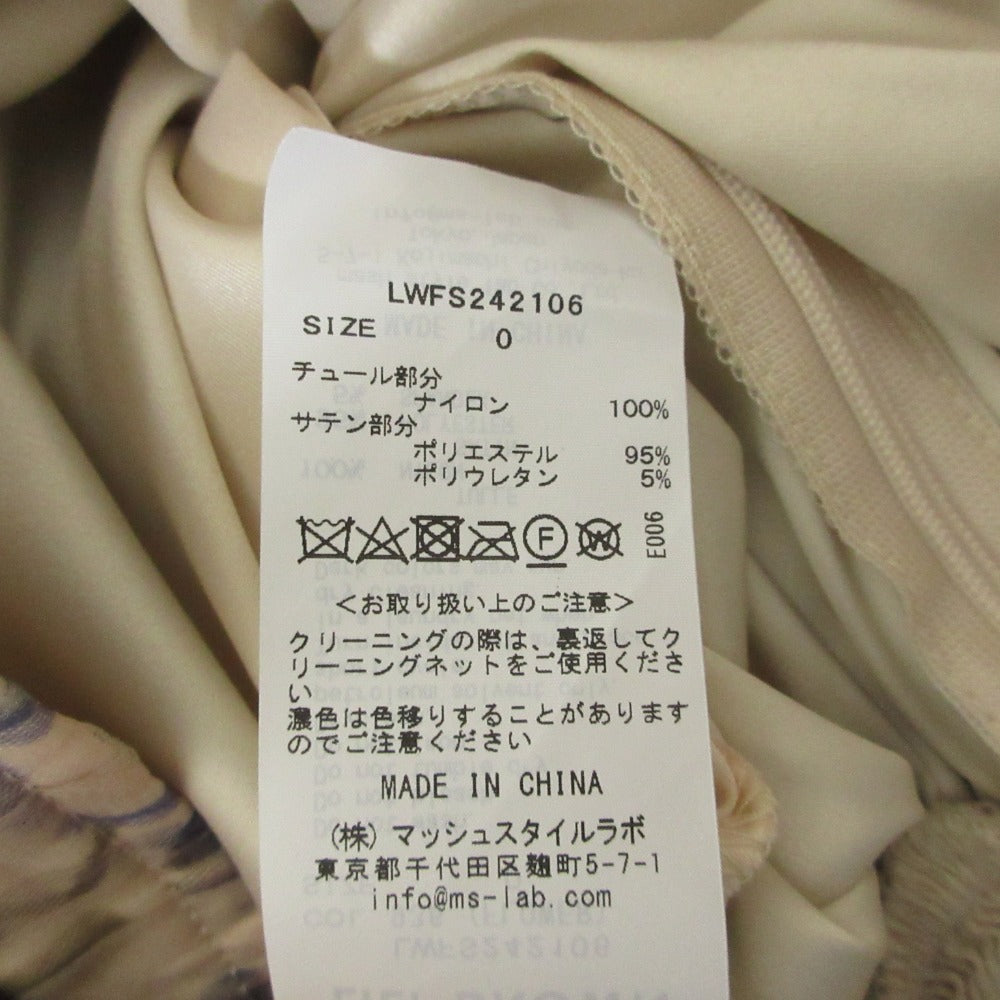 LWFS242106
SIZE 0
チュール部分
ナイロン 100%
サテン部分
ポリエステル 95%
ポリウレタン 5%
F W E006
<お取り扱い上のご注意>
クリーニングの際は、裏返してク
リーニングネットをご使用くださ
い
濃色は色移りすることがあります
のでご注意ください
MADE IN CHINA
(株) マッシュスタイルラボ
東京都千代田区麹町5-7-1
info@ms-lab.com